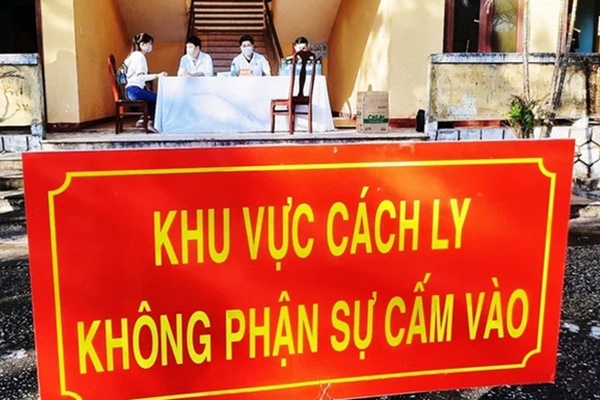 KHU VỰC CÁCH LY
KHÔNG PHẬN SỰ CẤM VÀO